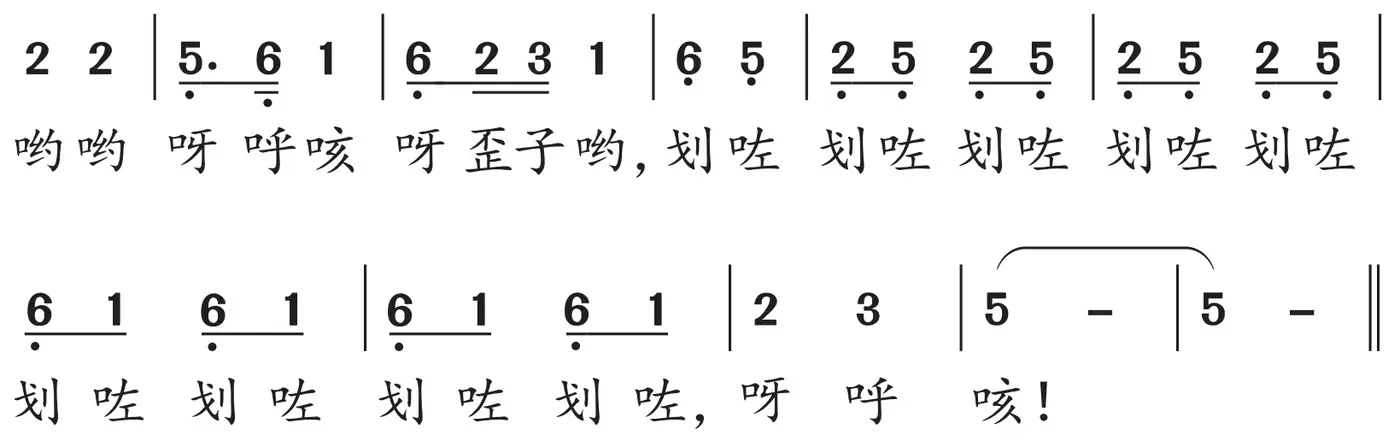 2 2 | 5. 6 1 | 6 2 3 1 | 6 5 | 2 5 2 5 | 2 5 2 5 |
哟哟 呀呼咳 呀歪子哟,划咗 划咗划咗 划咗划咗
6 1 6 1 | 6 1 6 1 | 2 3 | 5 – | 5 – ‖
划咗划咗 划咗划咗,呀呼 咳!